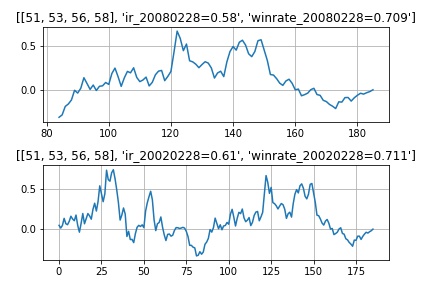 [[51, 53, 56, 58], 'ir_20080228=0.58', 'winrate_20080228=0.709']
0.5
0.0
80 100 120 140 160 180
[[51, 53, 56, 58], 'ir_20020228=0.61', 'winrate_20020228=0.711']
0.5
0.0
0 25 50 75 100 125 150 175